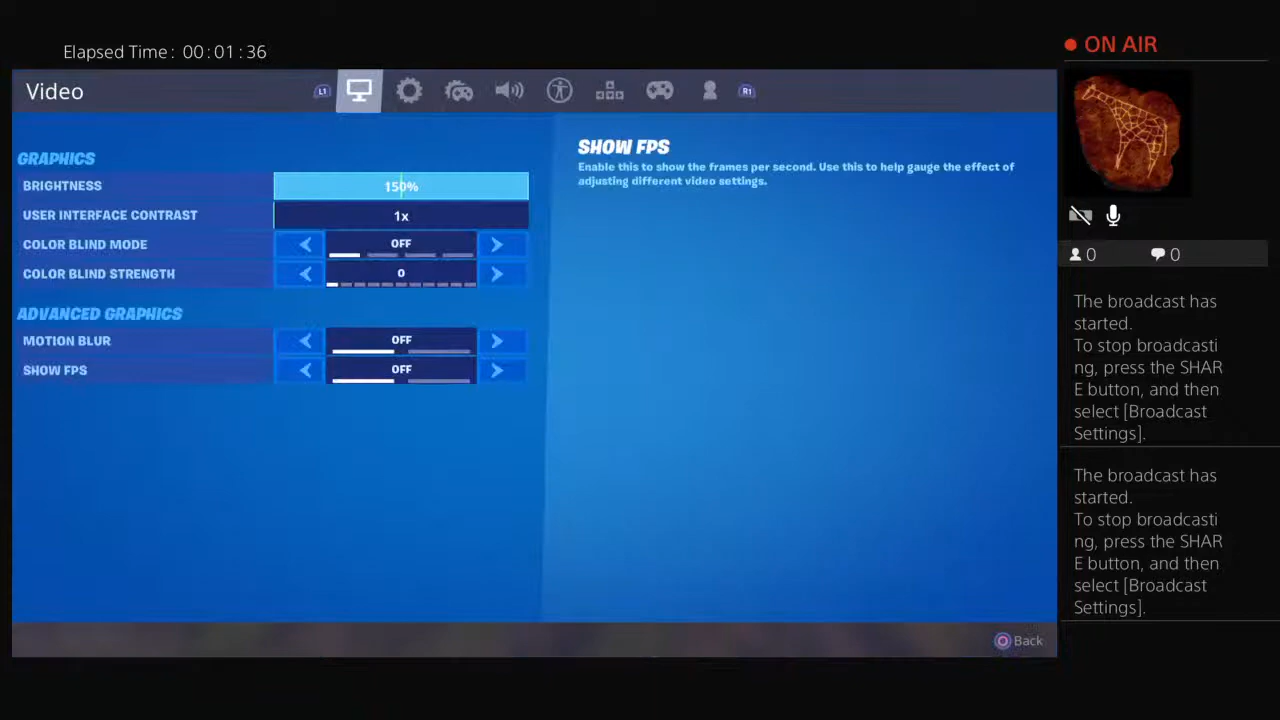 Elapsed Time: 00:01:36
ON AIR
Video
L1
R1
GRAPHICS
BRIGHTNESS
150%
USER INTERFACE CONTRAST
1x
COLOR BLIND MODE
OFF
COLOR BLIND STRENGTH
0
ADVANCED GRAPHICS
MOTION BLUR
OFF
SHOW FPS
OFF
SHOW FPS
Enable this to show the frames per second. Use this to help gauge the effect of
adjusting different video settings.
Back
0
0
The broadcast has
started.
To stop broadcasti
ng, press the SHAR
E button, and then
select [Broadcast
Settings].
The broadcast has
started.
To stop broadcasti
ng, press the SHAR
E button, and then
select [Broadcast
Settings].